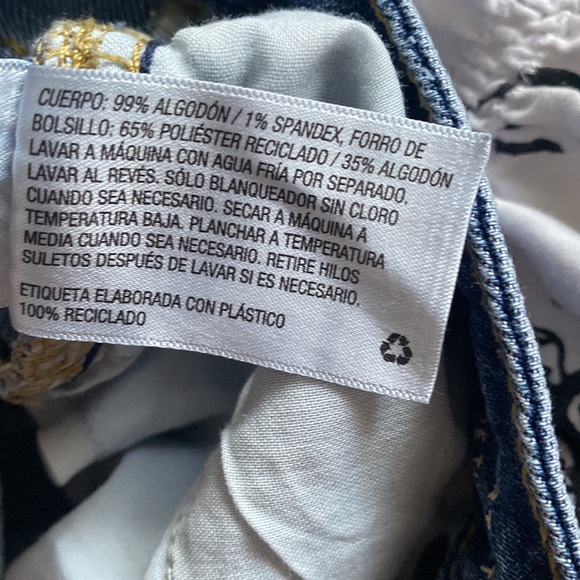 CUERPO: 99% ALGODÓN / 1% SPANDEX, FORRO DE
BOLSILLO: 65% POLIÉSTER RECICLADO / 35% ALGODÓN
LAVAR A MÁQUINA CON AGUA FRÍA POR SEPARADO.
LAVAR AL REVÉS. SÓLO BLANQUEADOR SIN CLORO
CUANDO SEA NECESARIO. SECAR A MÁQUINA A
TEMPERATURA BAJA. PLANCHAR A TEMPERATURA
MEDIA CUANDO SEA NECESARIO. RETIRE HILOS
SULETOS DESPUÉS DE LAVAR SI ES NECESARIO.
ETIQUETA ELABORADA CON PLÁSTICO
100% RECICLADO